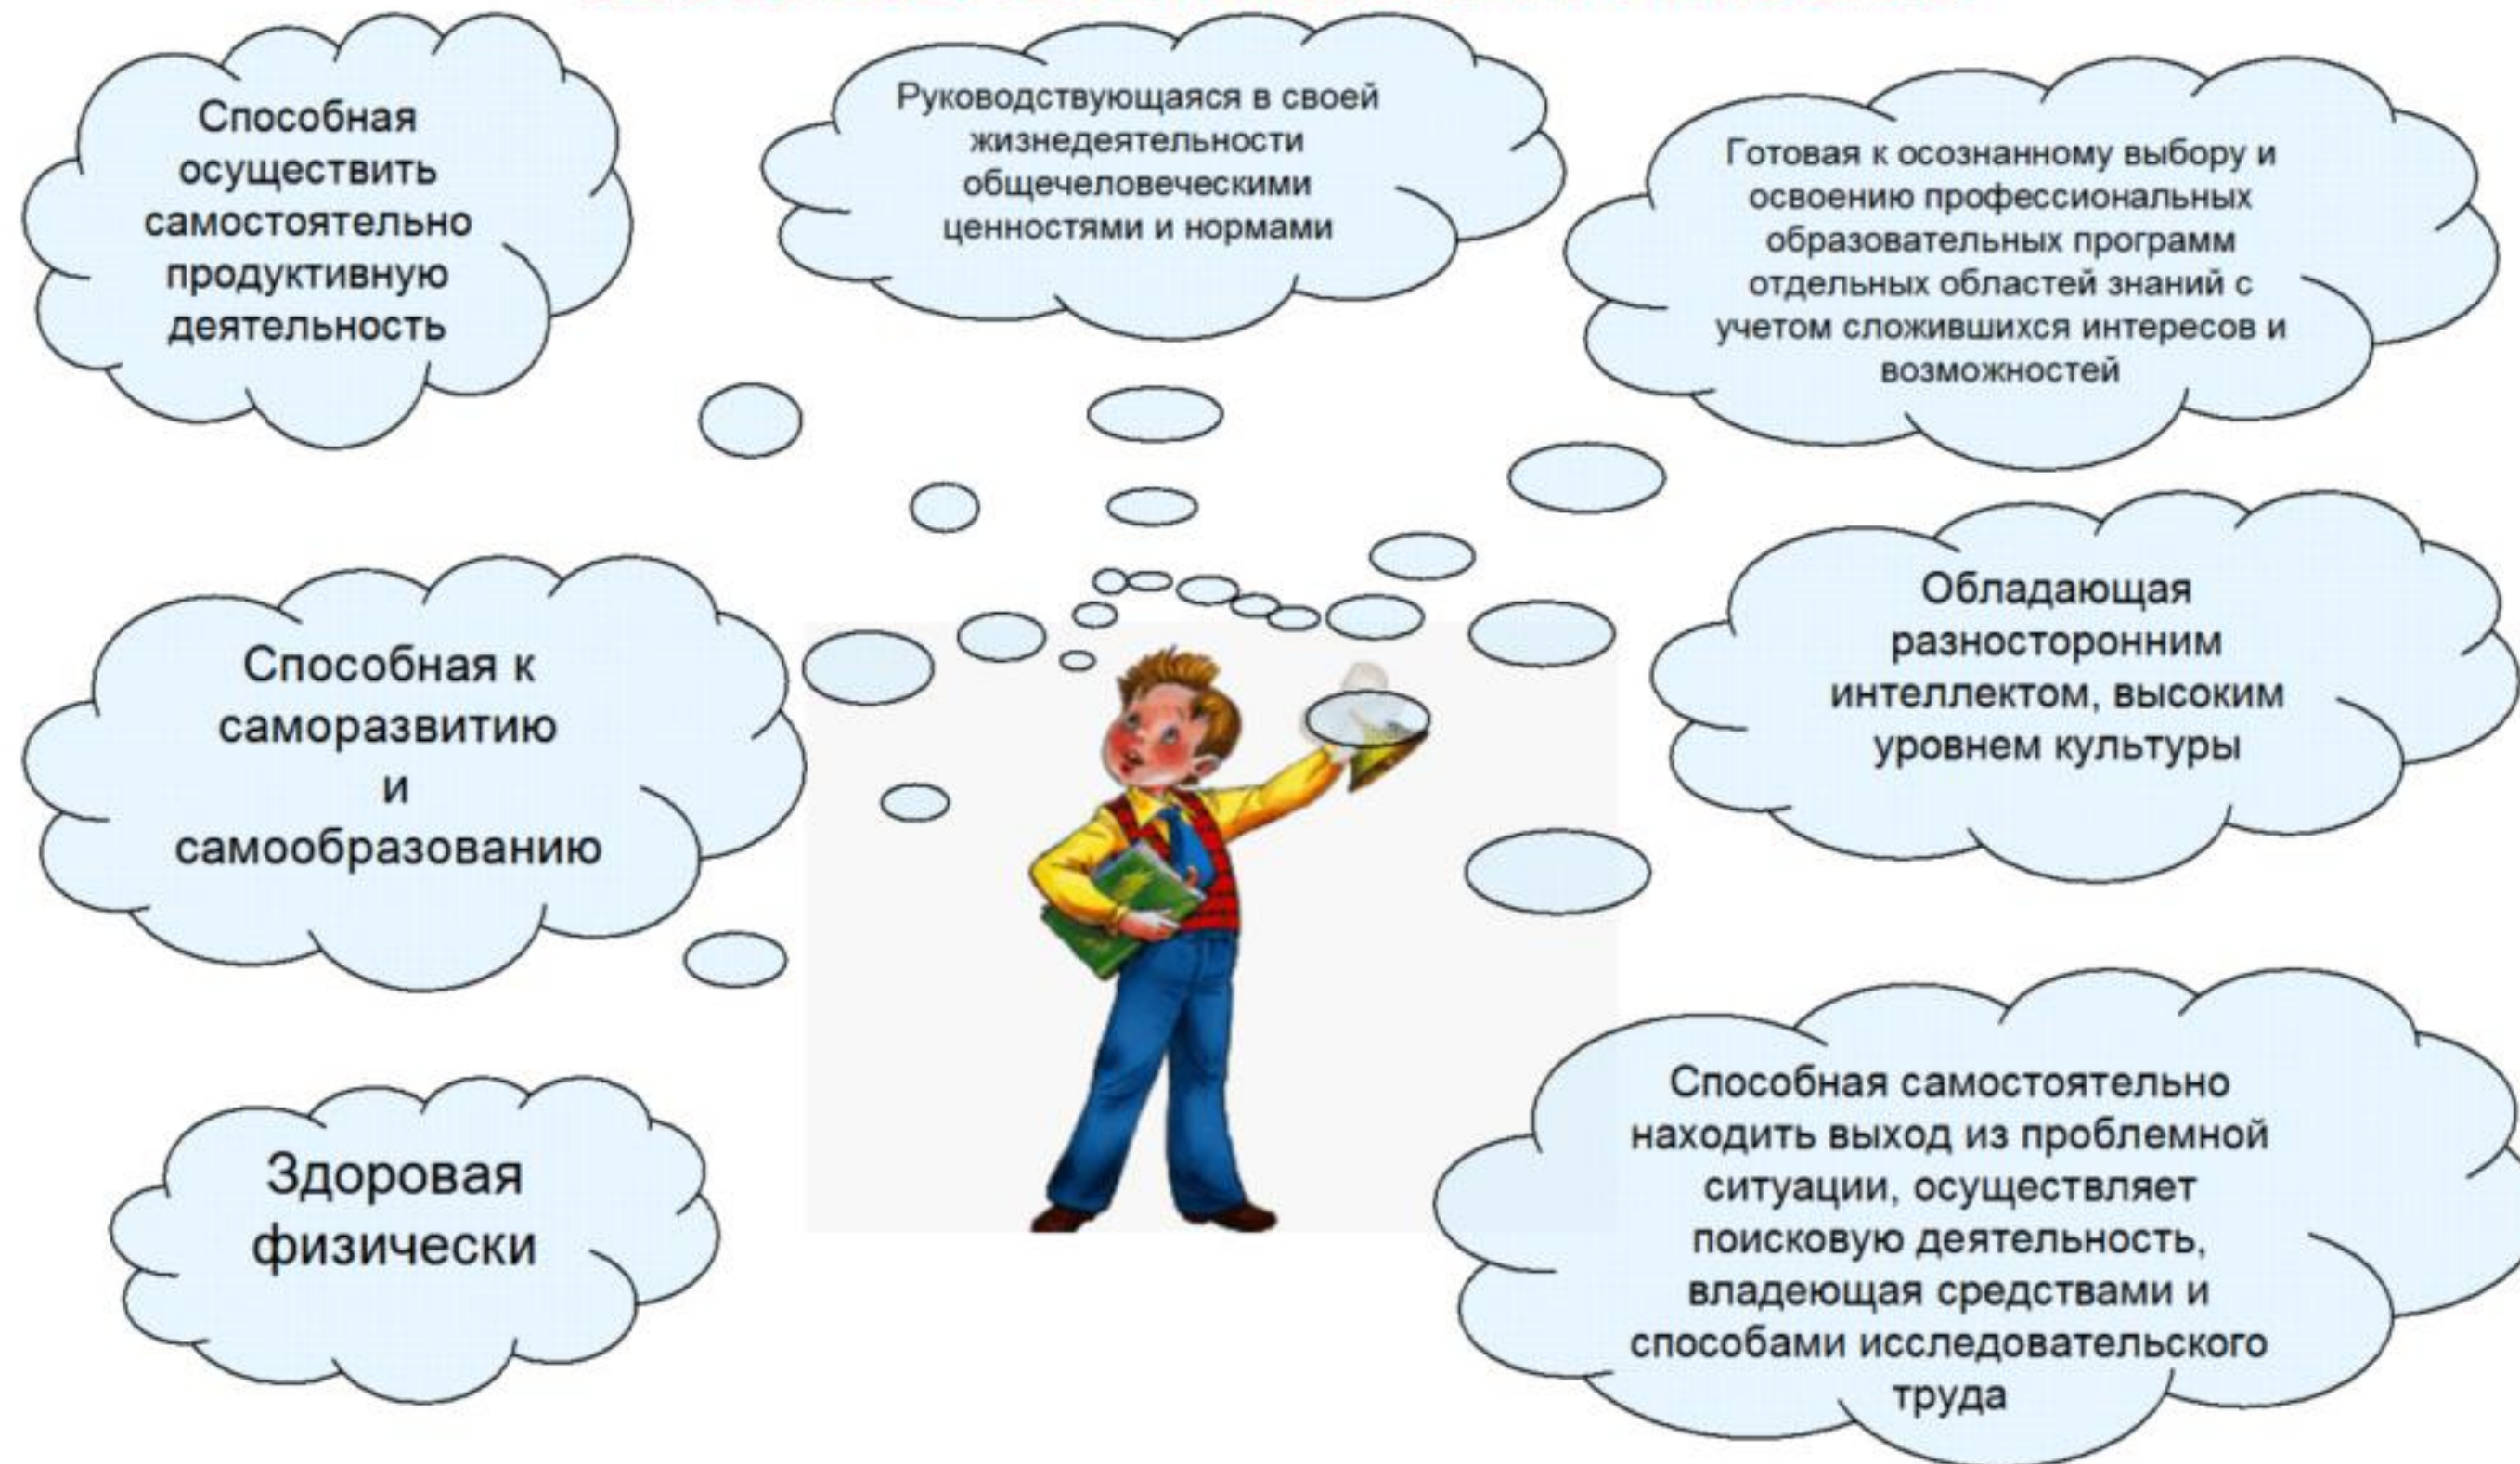 Способная
осуществить
самостоятельно
продуктивную
деятельность
Руководствующаяся в своей
жизнедеятельности
общечеловеческими
ценностями и нормами
Готовая к осознанному выбору и
освоению профессиональных
образовательных программ
отдельных областей знаний с
учетом сложившихся интересов и
возможностей
Способная к
саморазвитию
и
самообразованию
Обладающая
разносторонним
интеллектом, высоким
уровнем культуры
Здоровая
физически
Способная самостоятельно
находить выход из проблемной
ситуации, осуществляет
поисковую деятельность,
владеющая средствами и
способами исследовательского
труда